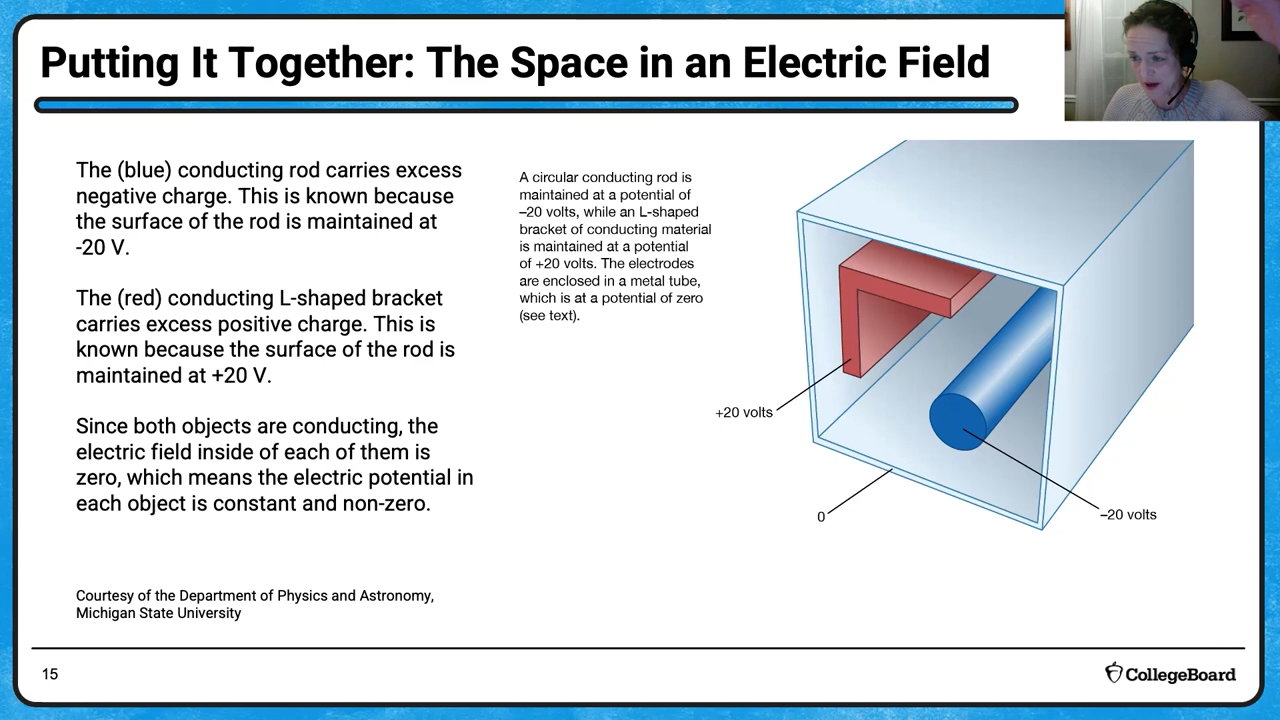 Putting It Together: The Space in an Electric Field
The (blue) conducting rod carries excess
negative charge. This is known because
the surface of the rod is maintained at
-20 V.
The (red) conducting L-shaped bracket
carries excess positive charge. This is
known because the surface of the rod is
maintained at +20 V.
Since both objects are conducting, the
electric field inside of each of them is
zero, which means the electric potential in
each object is constant and non-zero.
Courtesy of the Department of Physics and Astronomy,
Michigan State University
A circular conducting rod is
maintained at a potential of
–20 volts, while an L-shaped
bracket of conducting material
is maintained at a potential
of +20 volts. The electrodes
are enclosed in a metal tube,
which is at a potential of zero
(see text).
+20 volts
0
–20 volts
15
CollegeBoard